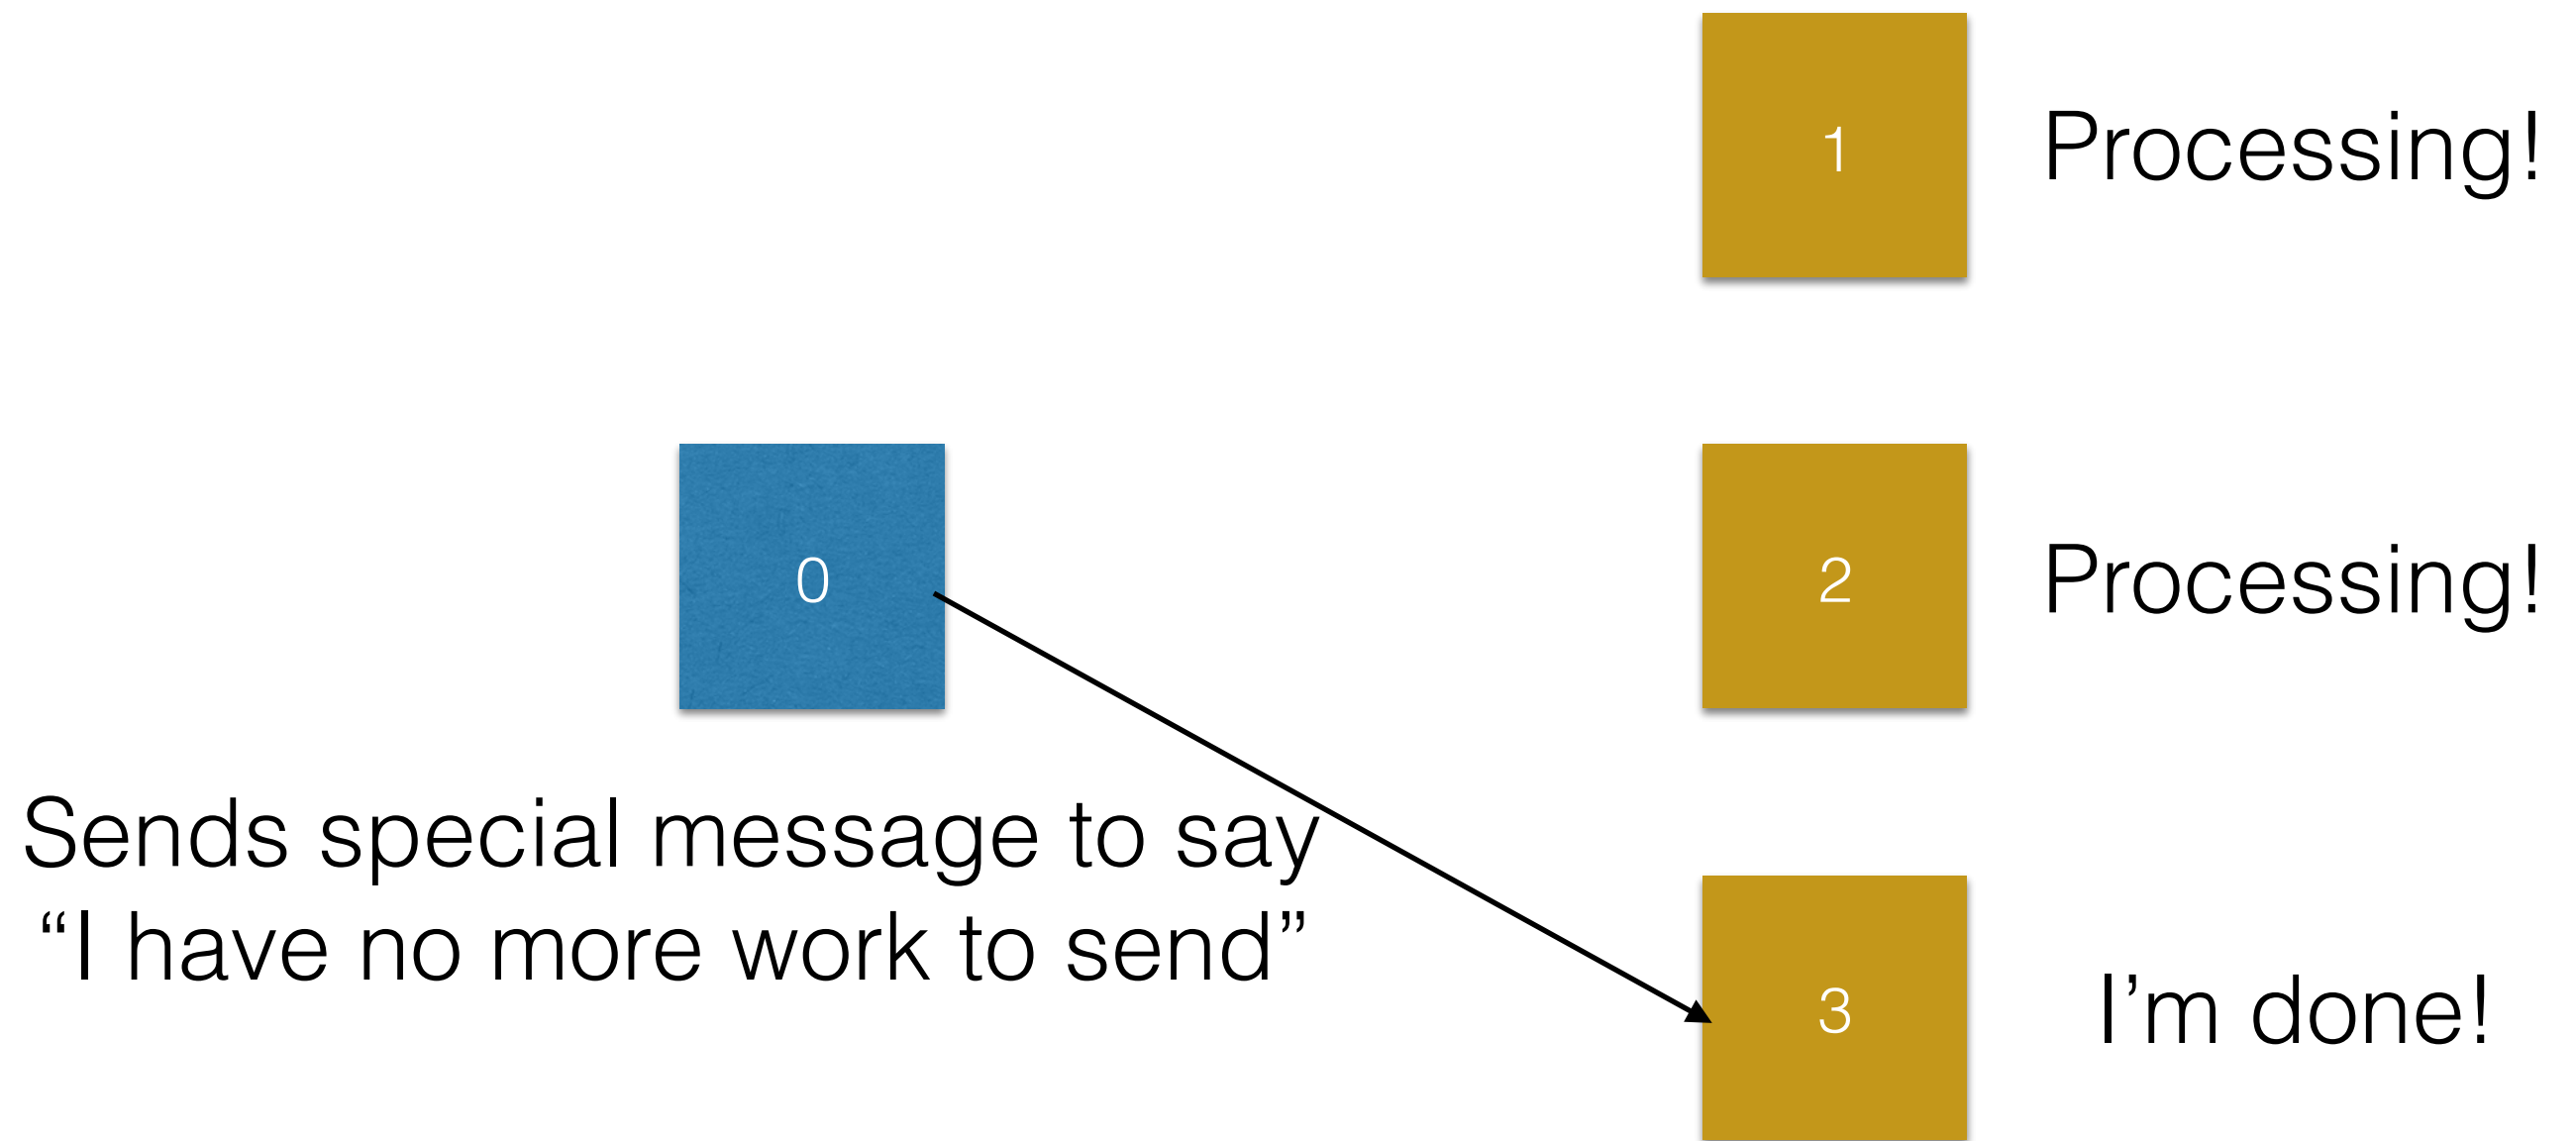 1
Processing!
0
2
Processing!
Sends special message to say
“I have no more work to send”
3
I’m done!